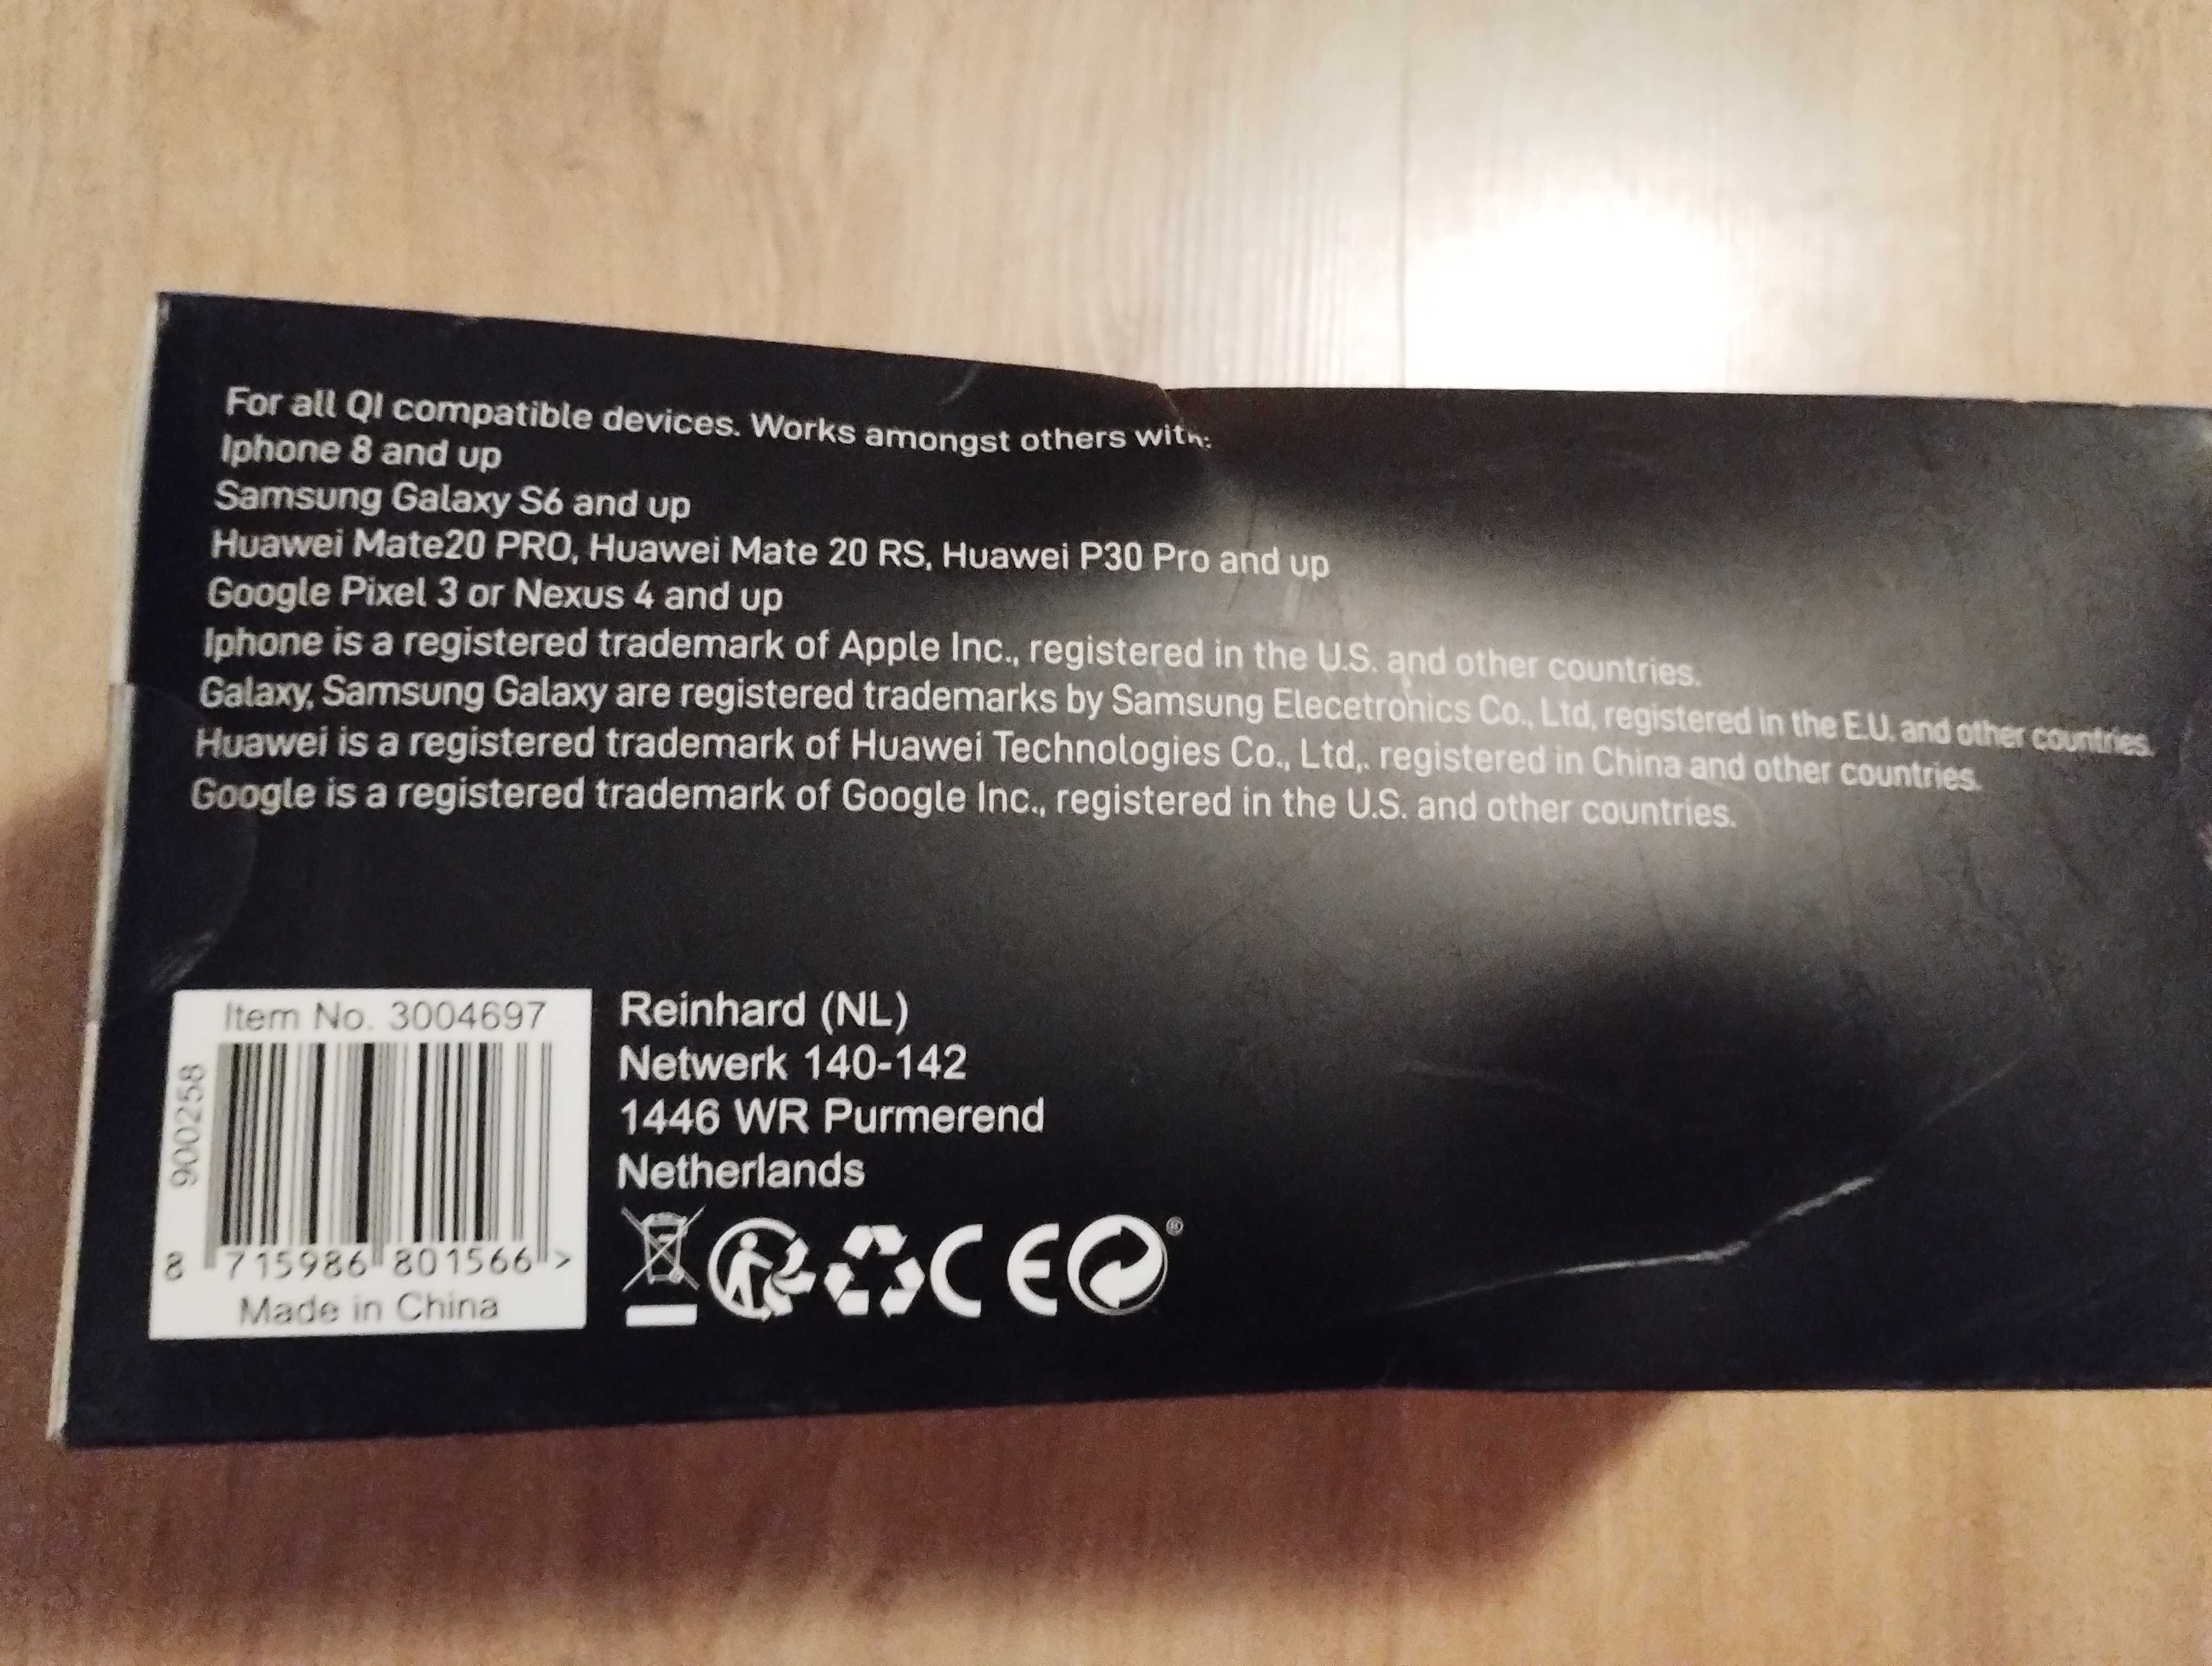 For all QI compatible devices. Works amongst others with:
Iphone 8 and up
Samsung Galaxy S6 and up
Huawei Mate20 PRO, Huawei Mate 20 RS, Huawei P30 Pro and up
Google Pixel 3 or Nexus 4 and up
Iphone is a registered trademark of Apple Inc., registered in the U.S. and other countries.
Galaxy, Samsung Galaxy are registered trademarks by Samsung Elecetronics Co., Ltd, registered in the E.U. and other countries.
Huawei is a registered trademark of Huawei Technologies Co., Ltd,. registered in China and other countries.
Google is a registered trademark of Google Inc., registered in the U.S. and other countries.
Item No. 3004697
900258
8 715986 801566 >
Made in China
Reinhard (NL)
Netwerk 140-142
1446 WR Purmerend
Netherlands
CE ®